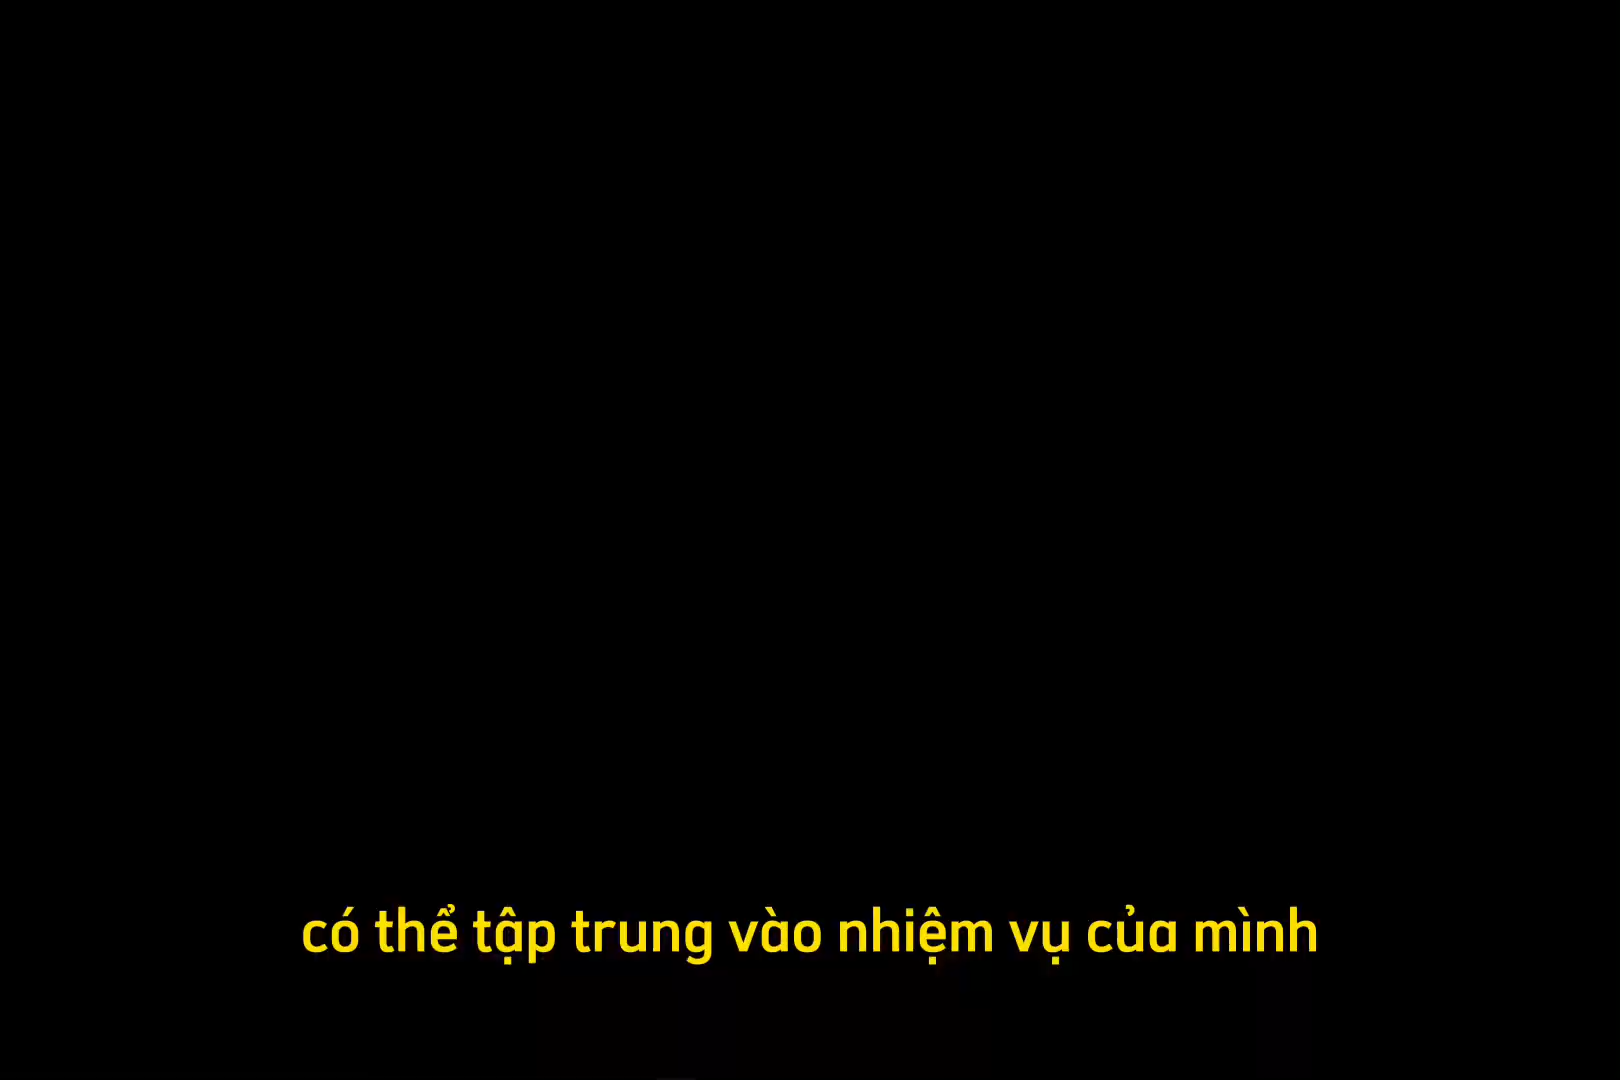 có thể tập trung vào nhiệm vụ của mình